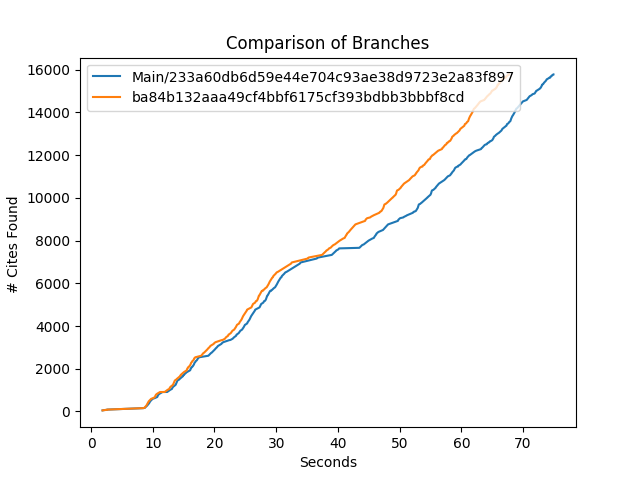 Comparison of Branches
Main/233a60db6d59e44e704c93ae38d9723e2a83f897
ba84b132aaa49cf4bbf6175cf393bdbb3bbbf8cd
# Cites Found
16000
14000
12000
10000
8000
6000
4000
2000
0
0 10 20 30 40 50 60 70
Seconds